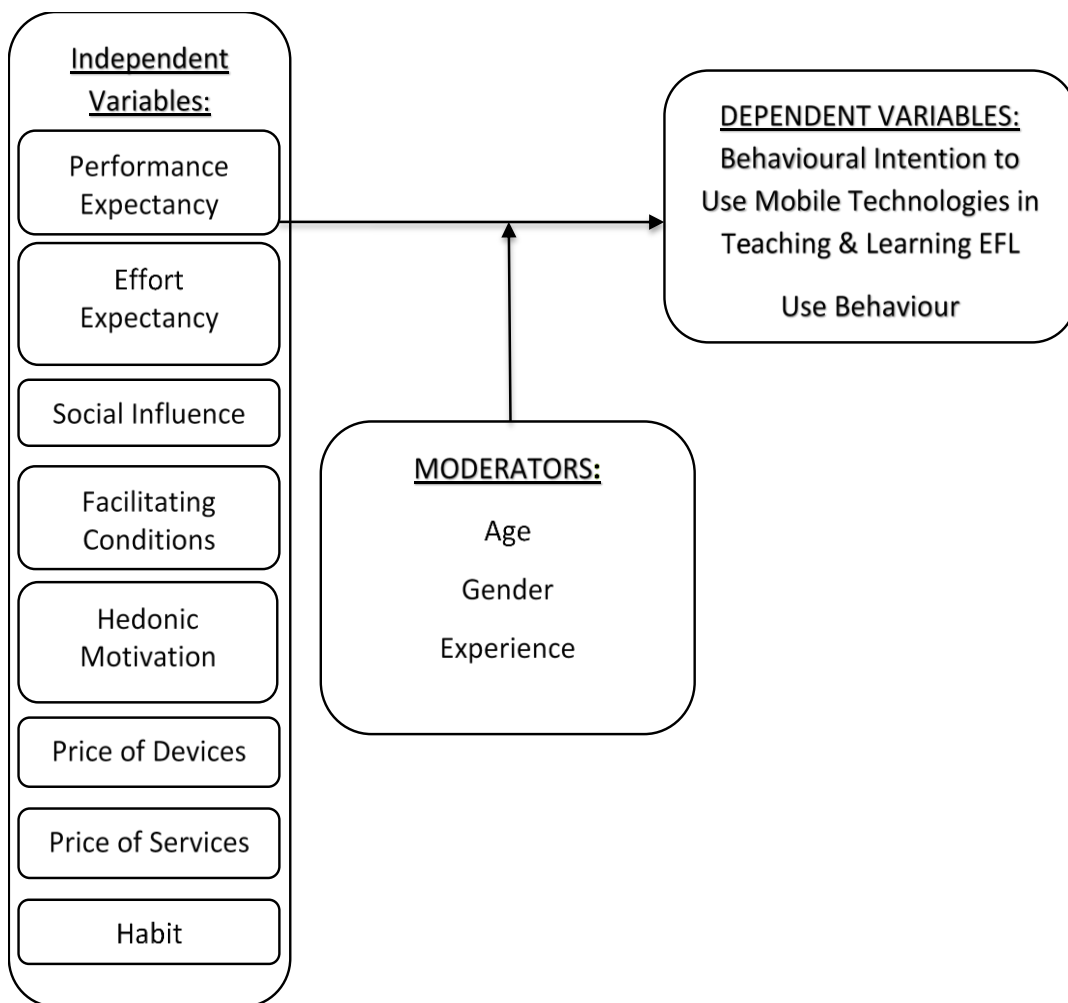 Independent
Variables:
Performance
Expectancy
Effort
Expectancy
Social Influence
Facilitating
Conditions
Hedonic
Motivation
Price of Devices
Price of Services
Habit
MODERATORS:
Age
Gender
Experience
DEPENDENT VARIABLES:
Behavioural Intention to
Use Mobile Technologies in
Teaching & Learning EFL
Use Behaviour